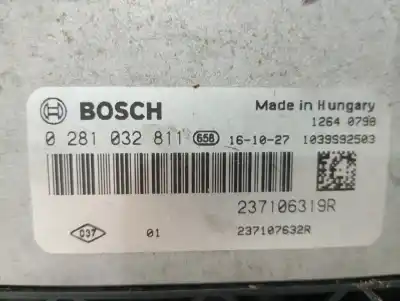 BOSCH
Made in Hungary
1264 0798
0 281 032 811 658 16-10-27 1039S92503
237106319R
037 01 237107632R